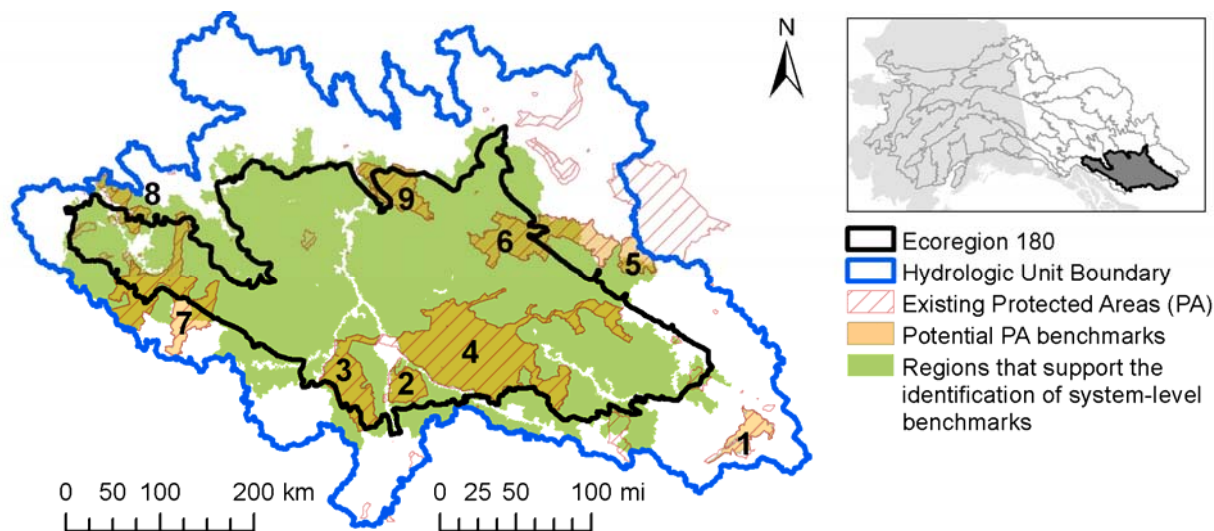 N
8
9
6
5
7
3
2
4
1
0 50 100 200 km
0 25 50 100 mi
Ecoregion 180
Hydrologic Unit Boundary
Existing Protected Areas (PA)
Potential PA benchmarks
Regions that support the
identification of system-level
benchmarks